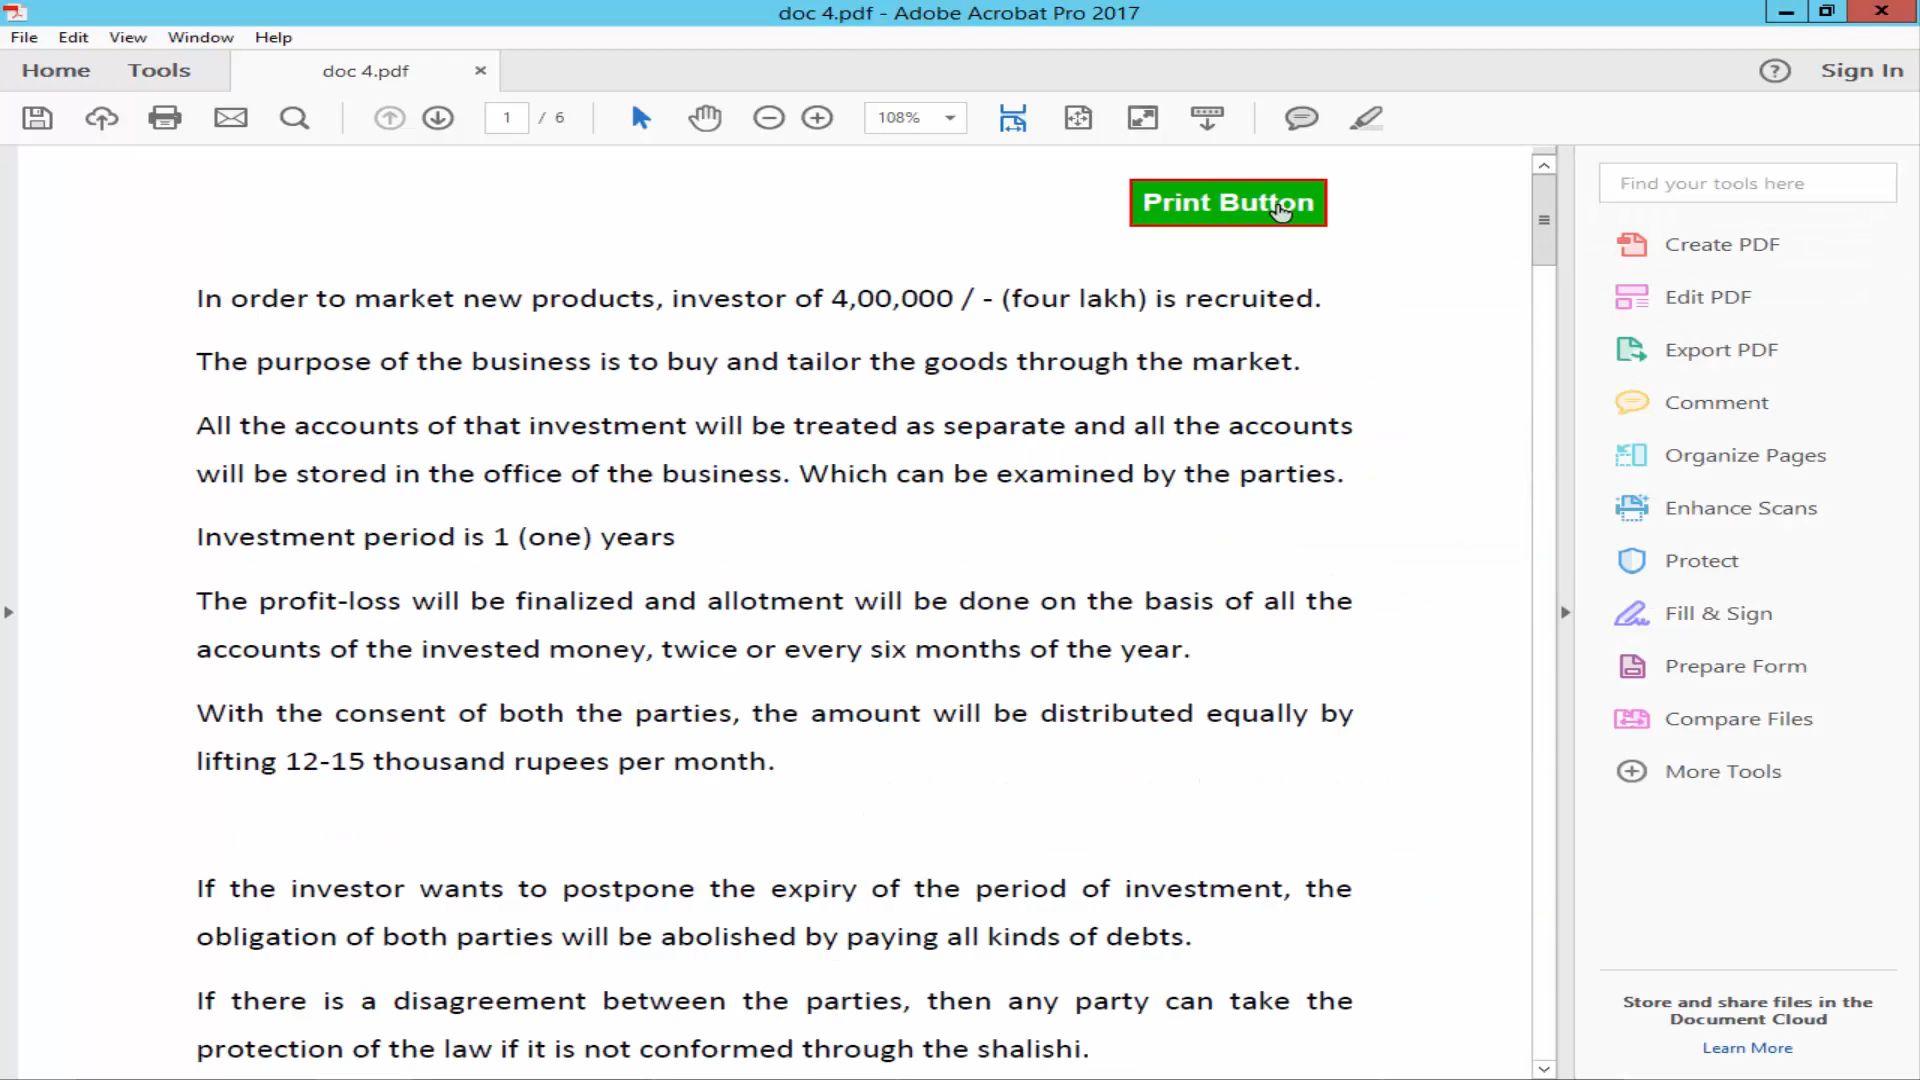 doc 4.pdf - Adobe Acrobat Pro 2017
File Edit View Window Help
Home Tools doc 4.pdf × ? Sign In
1 / 6 108%
Print Button
In order to market new products, investor of 4,00,000 / - (four lakh) is recruited.
The purpose of the business is to buy and tailor the goods through the market.
All the accounts of that investment will be treated as separate and all the accounts
will be stored in the office of the business. Which can be examined by the parties.
Investment period is 1 (one) years
The profit-loss will be finalized and allotment will be done on the basis of all the
accounts of the invested money, twice or every six months of the year.
With the consent of both the parties, the amount will be distributed equally by
lifting 12-15 thousand rupees per month.
If the investor wants to postpone the expiry of the period of investment, the
obligation of both parties will be abolished by paying all kinds of debts.
If there is a disagreement between the parties, then any party can take the
protection of the law if it is not conformed through the shalishi.
Find your tools here
Create PDF
Edit PDF
Export PDF
Comment
Organize Pages
Enhance Scans
Protect
Fill & Sign
Prepare Form
Compare Files
More Tools
Store and share files in the
Document Cloud
Learn More